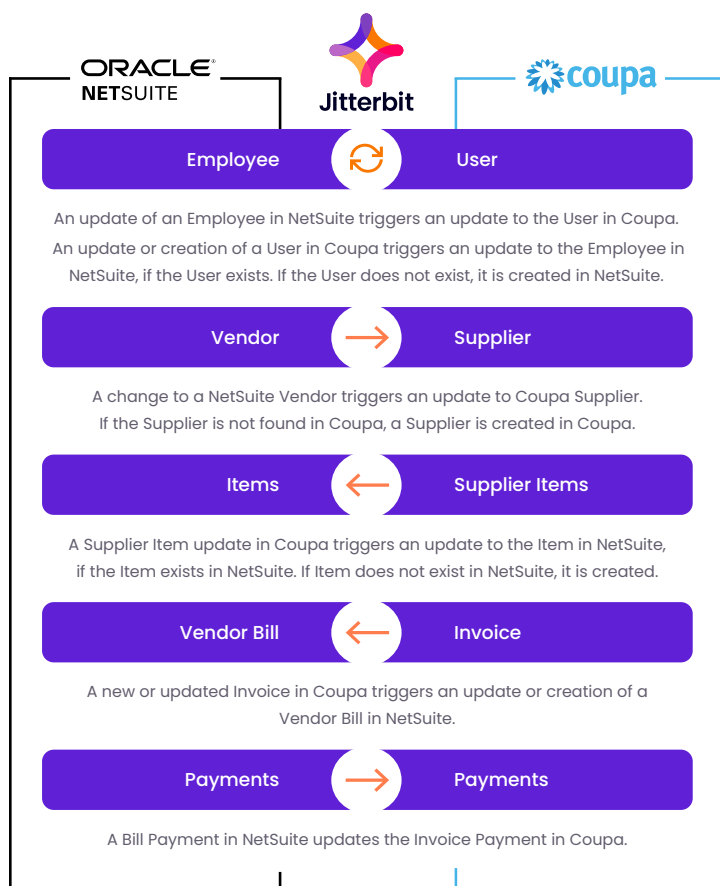 ORACLE®
NETSUITE
Jitterbit
coupa
Employee User
An update of an Employee in NetSuite triggers an update to the User in Coupa.
An update or creation of a User in Coupa triggers an update to the Employee in
NetSuite, if the User exists. If the User does not exist, it is created in NetSuite.
Vendor Supplier
A change to a NetSuite Vendor triggers an update to Coupa Supplier.
If the Supplier is not found in Coupa, a Supplier is created in Coupa.
Items Supplier Items
A Supplier Item update in Coupa triggers an update to the Item in NetSuite,
if the Item exists in NetSuite. If Item does not exist in NetSuite, it is created.
Vendor Bill Invoice
A new or updated Invoice in Coupa triggers an update or creation of a
Vendor Bill in NetSuite.
Payments Payments
A Bill Payment in NetSuite updates the Invoice Payment in Coupa.